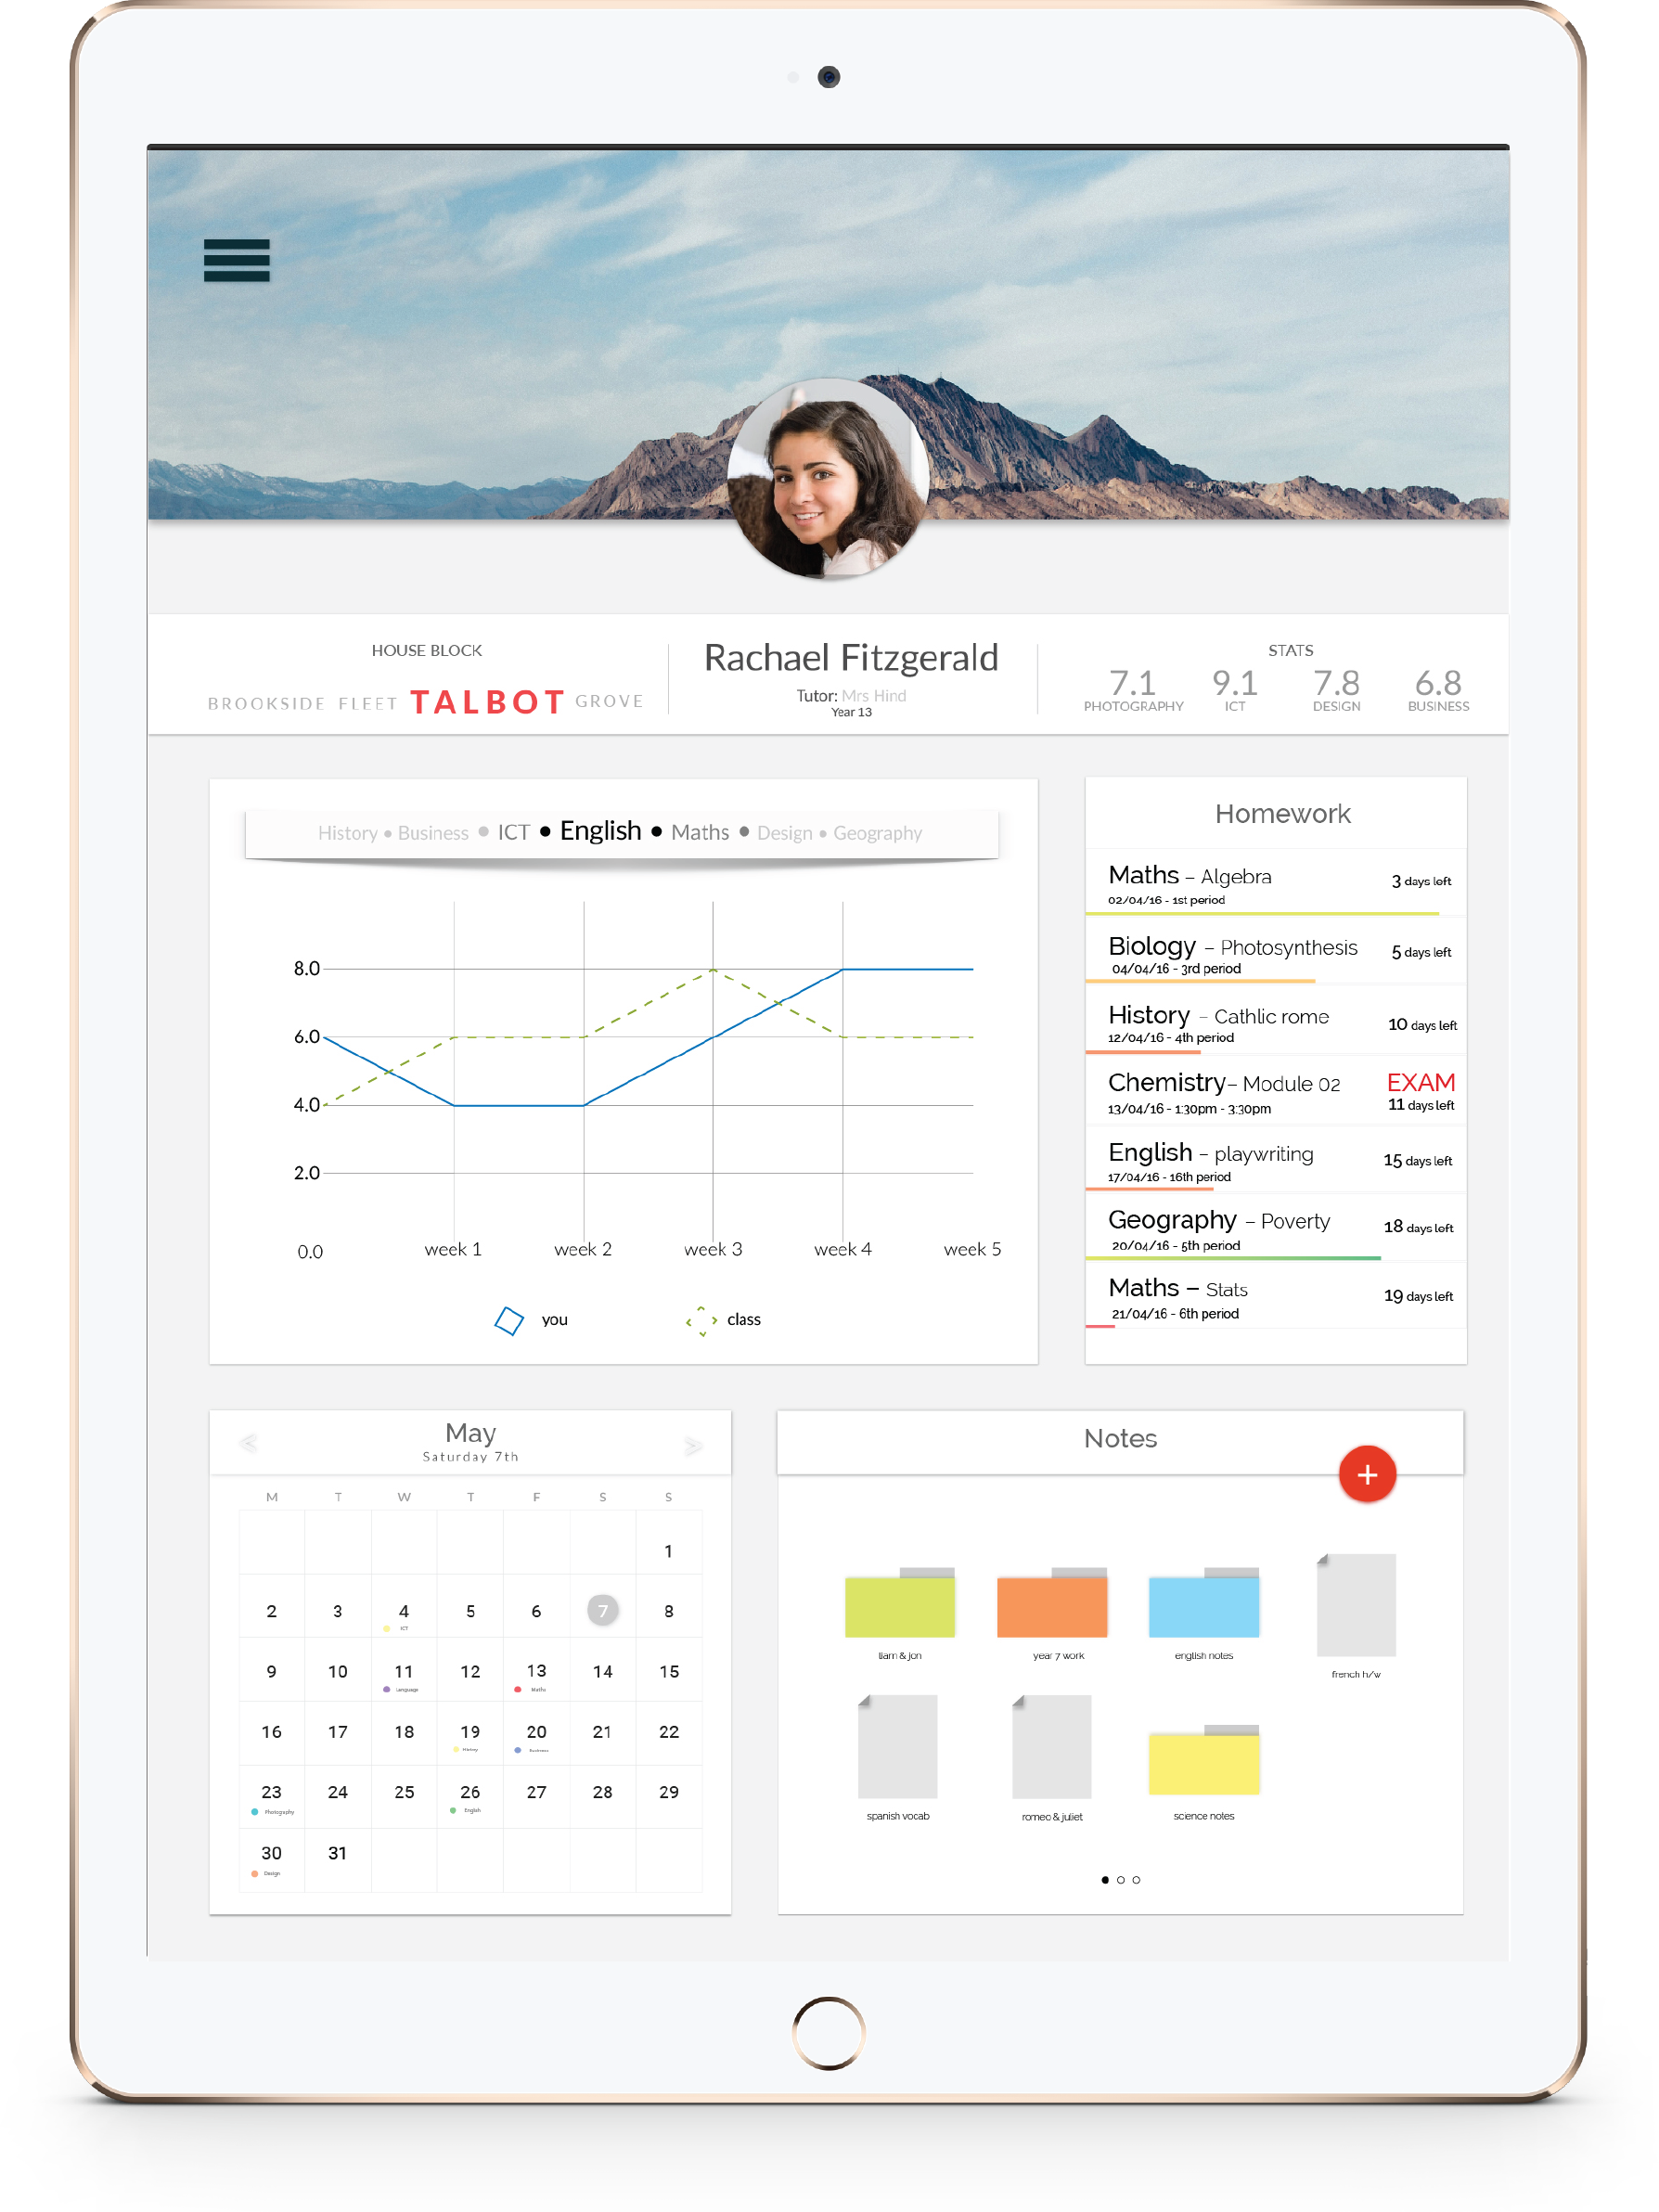 HOUSE BLOCK
BROOKSIDE FLEET TALBOT GROVE
Rachael Fitzgerald
Tutor: Mrs Hind
Year 13
STATS
7.1 9.1 7.8 6.8
PHOTOGRAPHY ICT DESIGN BUSINESS
History • Business • ICT • English • Maths • Design • Geography
8.0
6.0
4.0
2.0
0.0 week 1 week 2 week 3 week 4 week 5
you class
Homework
Maths – Algebra 3 days left
02/04/16 - 1st period
Biology – Photosynthesis 5 days left
04/04/16 - 3rd period
History – Cathlic rome 10 days left
12/04/16 - 4th period
Chemistry– Module 02 EXAM
13/04/16 - 1:30pm - 3:30pm 11 days left
English – playwriting 15 days left
17/04/16 - 16th period
Geography – Poverty 18 days left
20/04/16 - 5th period
Maths – Stats 19 days left
21/04/16 - 6th period
< May >
Saturday 7th
M T W T F S S
1
2 3 4 5 6 7 8
ICT
9 10 11 12 13 14 15
Language Maths
16 17 18 19 20 21 22
History Business
23 24 25 26 27 28 29
Photography English
30 31
Design
Notes
+
liam & jon year 7 work english notes french h/w
spanish vocab romeo & juliet science notes